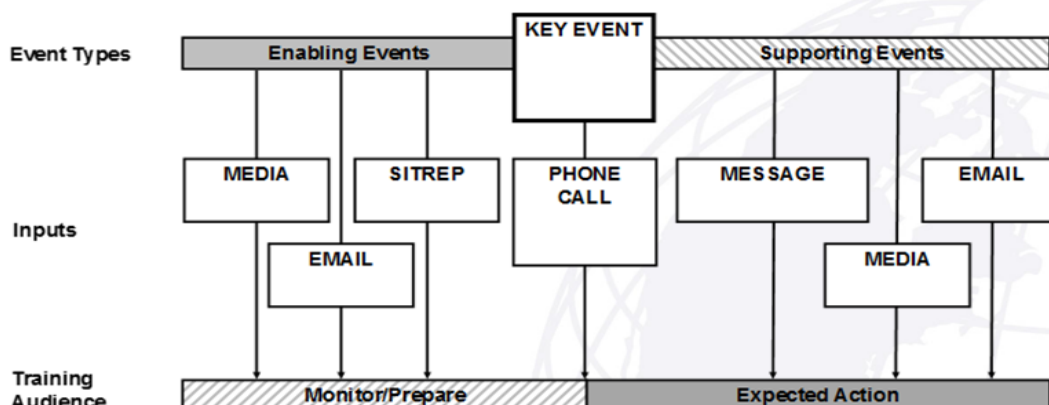 KEY EVENT
Event Types
Enabling Events
Supporting Events
MEDIA
SITREP
PHONE
CALL
MESSAGE
EMAIL
Inputs
EMAIL
MEDIA
Training
Audience
Monitor/Prepare
Expected Action